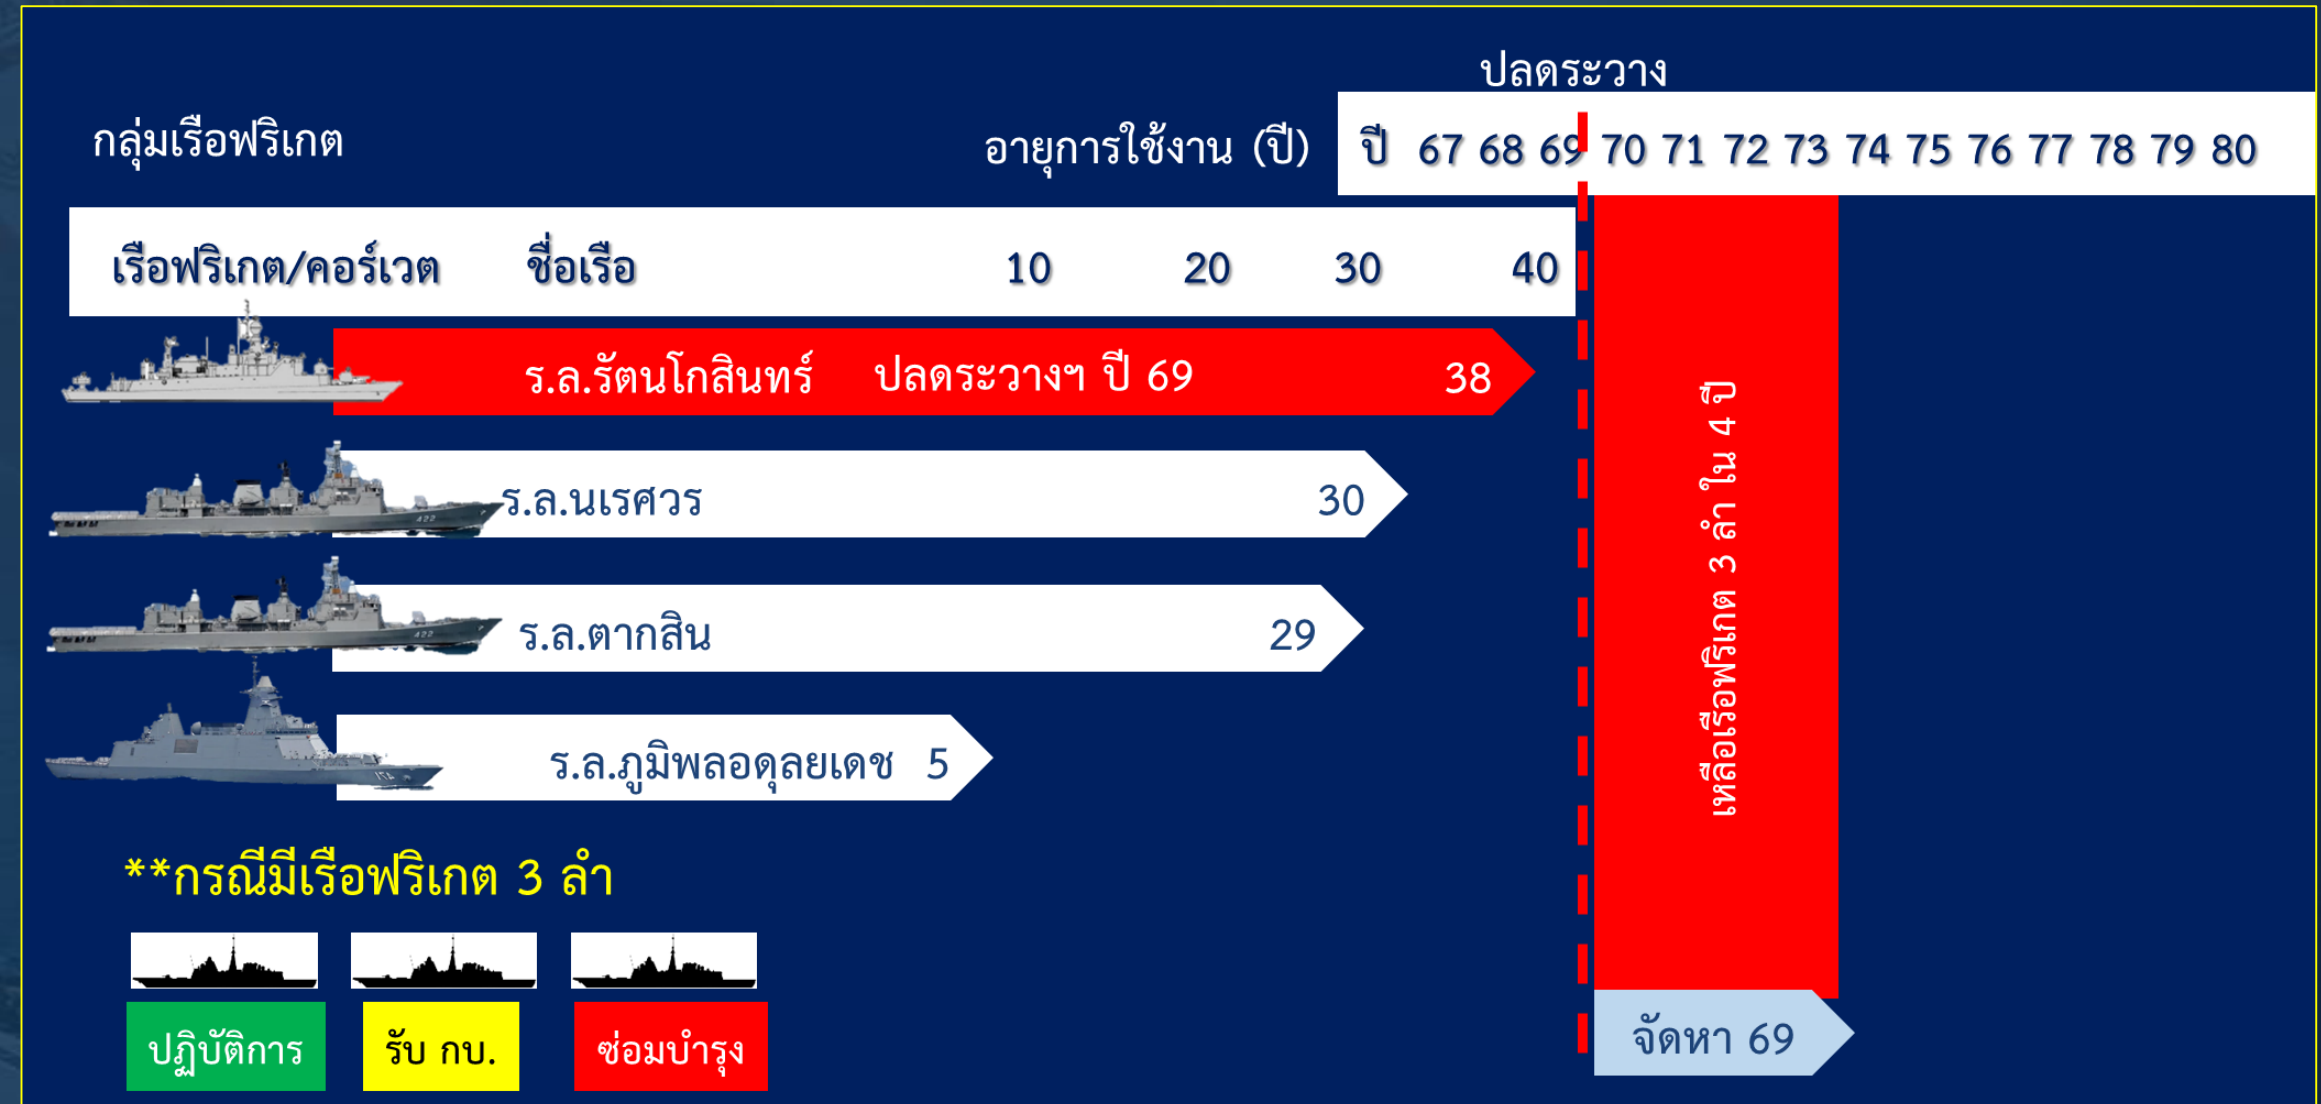 ปลดระวาง
กลุ่มเรือฟริเกต
อายุการใช้งาน (ปี)
ปี 67 68 69 70 71 72 73 74 75 76 77 78 79 80
เรือฟริเกต/คอร์เวต ชื่อเรือ 10 20 30 40
ร.ล.รัตนโกสินทร์ ปลดระวางฯ ปี 69 38
ร.ล.นเรศวร 30
ร.ล.ตากสิน 29
ร.ล.ภูมิพลอดุลยเดช 5
เหลือเรือฟริเกต 3 ลำ ใน 4 ปี
**กรณีมีเรือฟริเกต 3 ลำ
ปฏิบัติการ
รับ กบ.
ซ่อมบำรุง
จัดหา 69